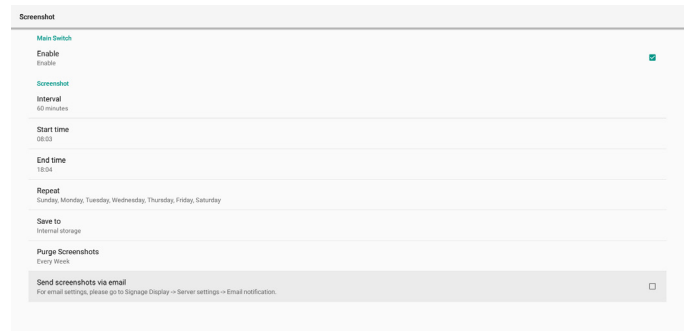 Screenshot
Main Switch
Enable
Enable
Screenshot
Interval
60 minutes
Start time
08:03
End time
18:04
Repeat
Sunday, Monday, Tuesday, Wednesday, Thursday, Friday, Saturday
Save to
Internal storage
Purge Screenshots
Every Week
Send screenshots via email
For email settings, please go to Signage Display -> Server settings -> Email notification.